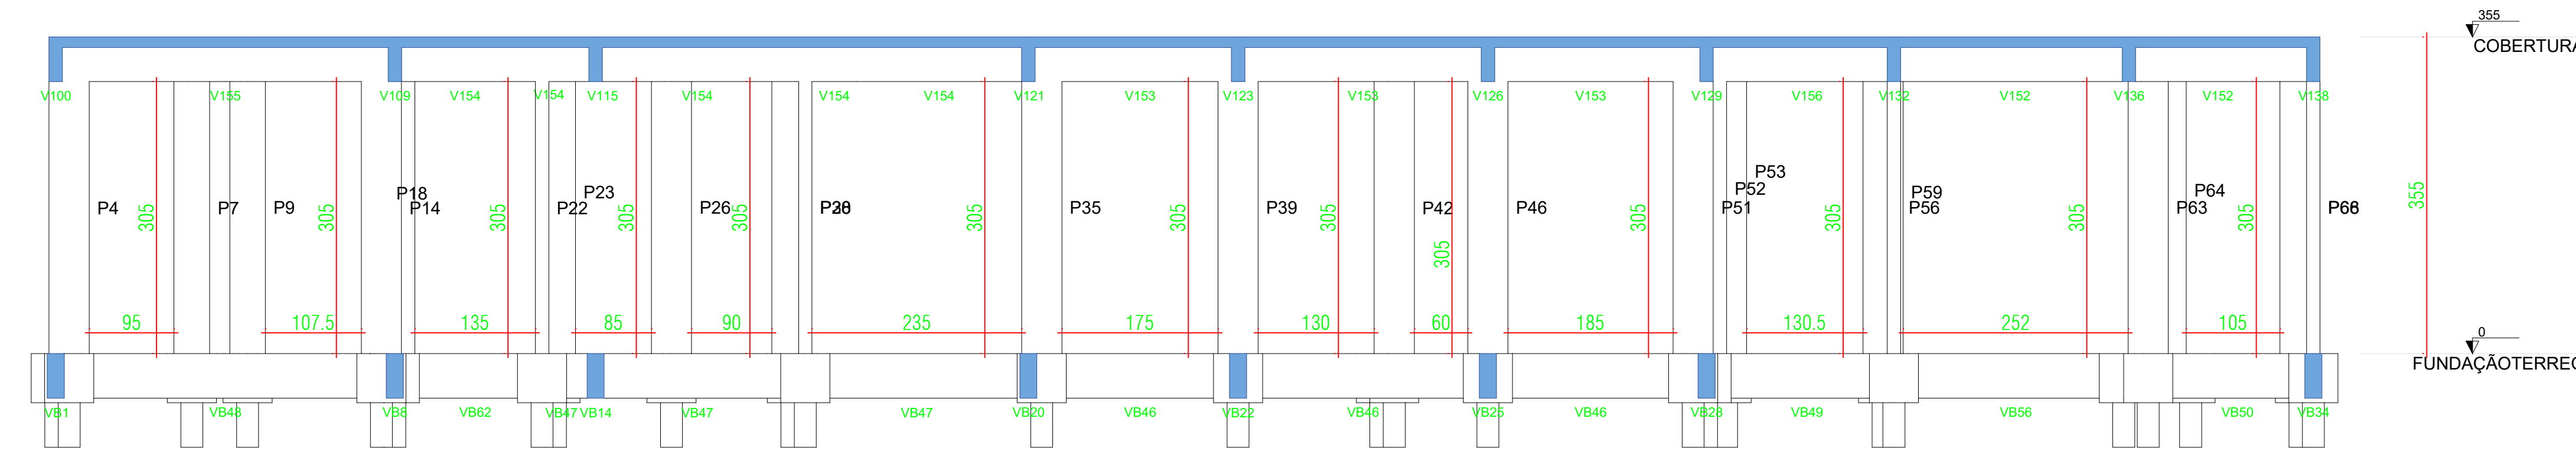 355
COBERTURA
V100 V155 V109 V154 V154 V115 V154 V154 V154 V121 V153 V123 V153 V126 V153 V129 V156 V132 V152 V136 V152 V138
P53
P52
P18 P23 P59 P64
P4 305 P7 P9 305 P14 305 P22 305 P26 305 305 P35 305 P39 305 P42 P46 305 P51 305 P56 305 P63 305 355
305
95 107.5 135 85 90 235 175 130 60 185 130.5 252 105
0
FUNDAÇÃOTERREO
VB1 VB48 VB8 VB62 VB47 VB14 VB47 VB47 VB20 VB46 VB22 VB46 VB25 VB46 VB28 VB49 VB56 VB50 VB34